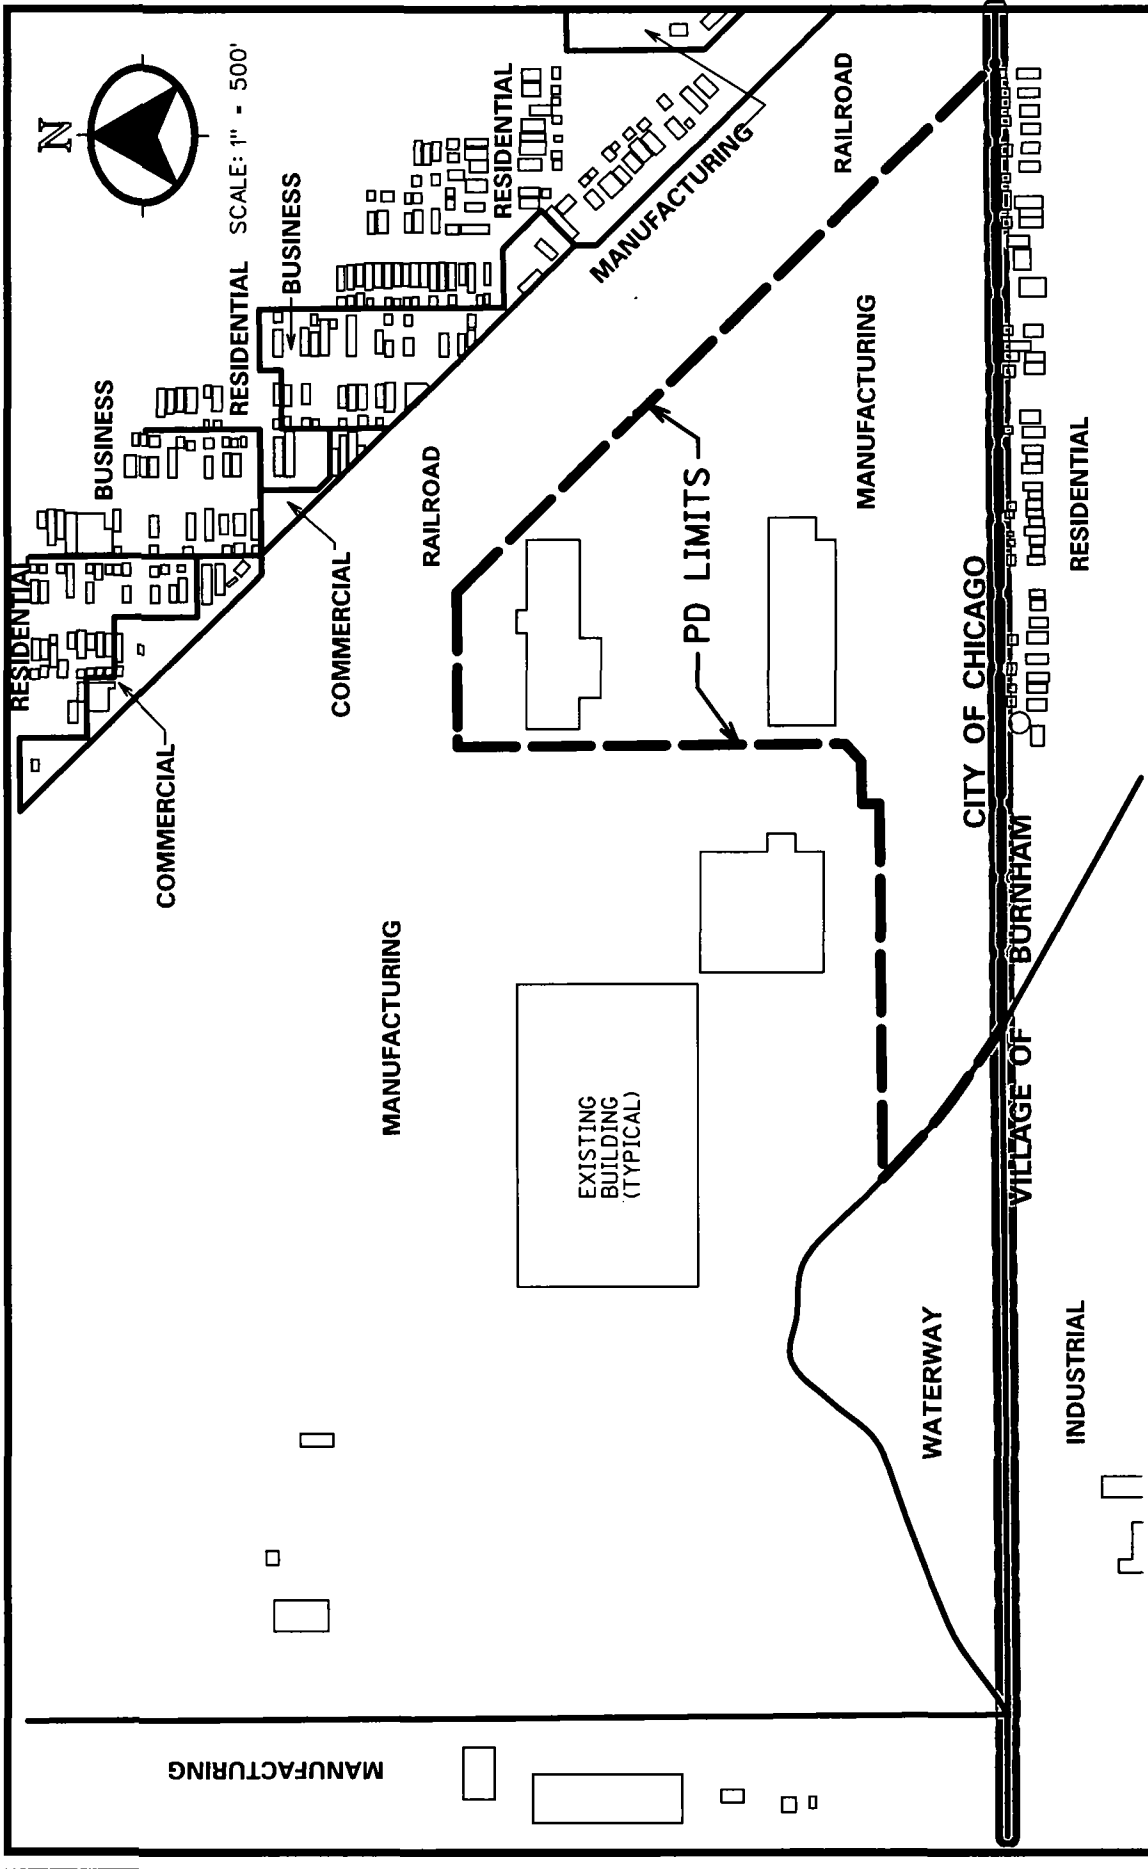 N
SCALE: 1" = 500'
RESIDENTIAL
BUSINESS
RESIDENTIAL
BUSINESS
RESIDENTIAL
MANUFACTURING
RAILROAD
COMMERCIAL
COMMERCIAL
RAILROAD
MANUFACTURING
PD LIMITS
MANUFACTURING
EXISTING
BUILDING
(TYPICAL)
CITY OF CHICAGO
VILLAGE OF BURNHAM
RESIDENTIAL
WATERWAY
INDUSTRIAL
MANUFACTURING